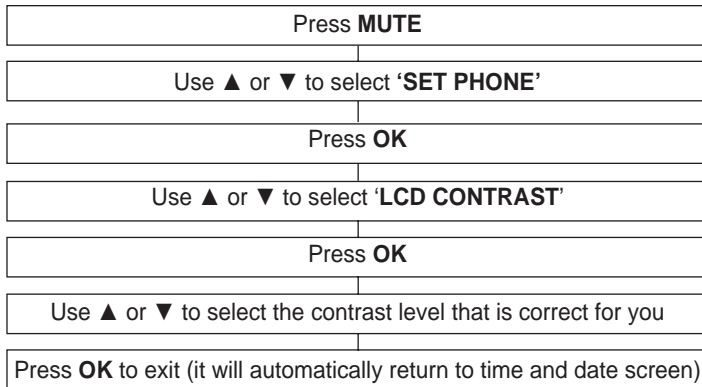 Press MUTE
Use ▲ or ▼ to select ‘SET PHONE’
Press OK
Use ▲ or ▼ to select ‘LCD CONTRAST’
Press OK
Use ▲ or ▼ to select the contrast level that is correct for you
Press OK to exit (it will automatically return to time and date screen)